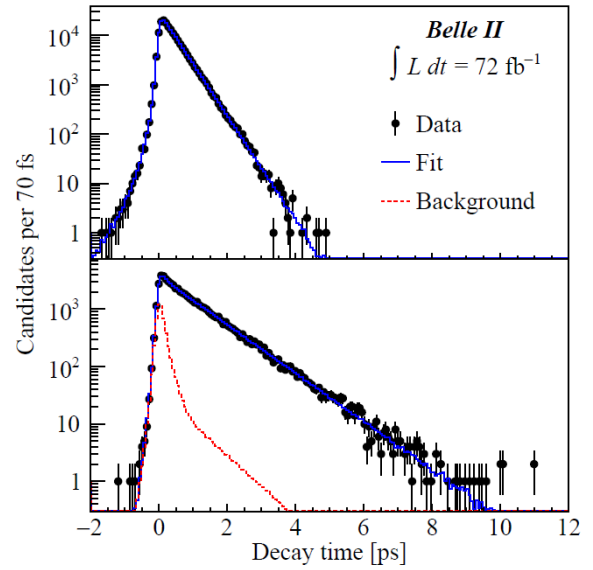 Belle II
∫ L dt = 72 fb⁻¹
Data
Fit
Background
Candidates per 70 fs
10⁴
10³
10²
10
1
10³
10²
10
1
−2 0 2 4 6 8 10 12
Decay time [ps]